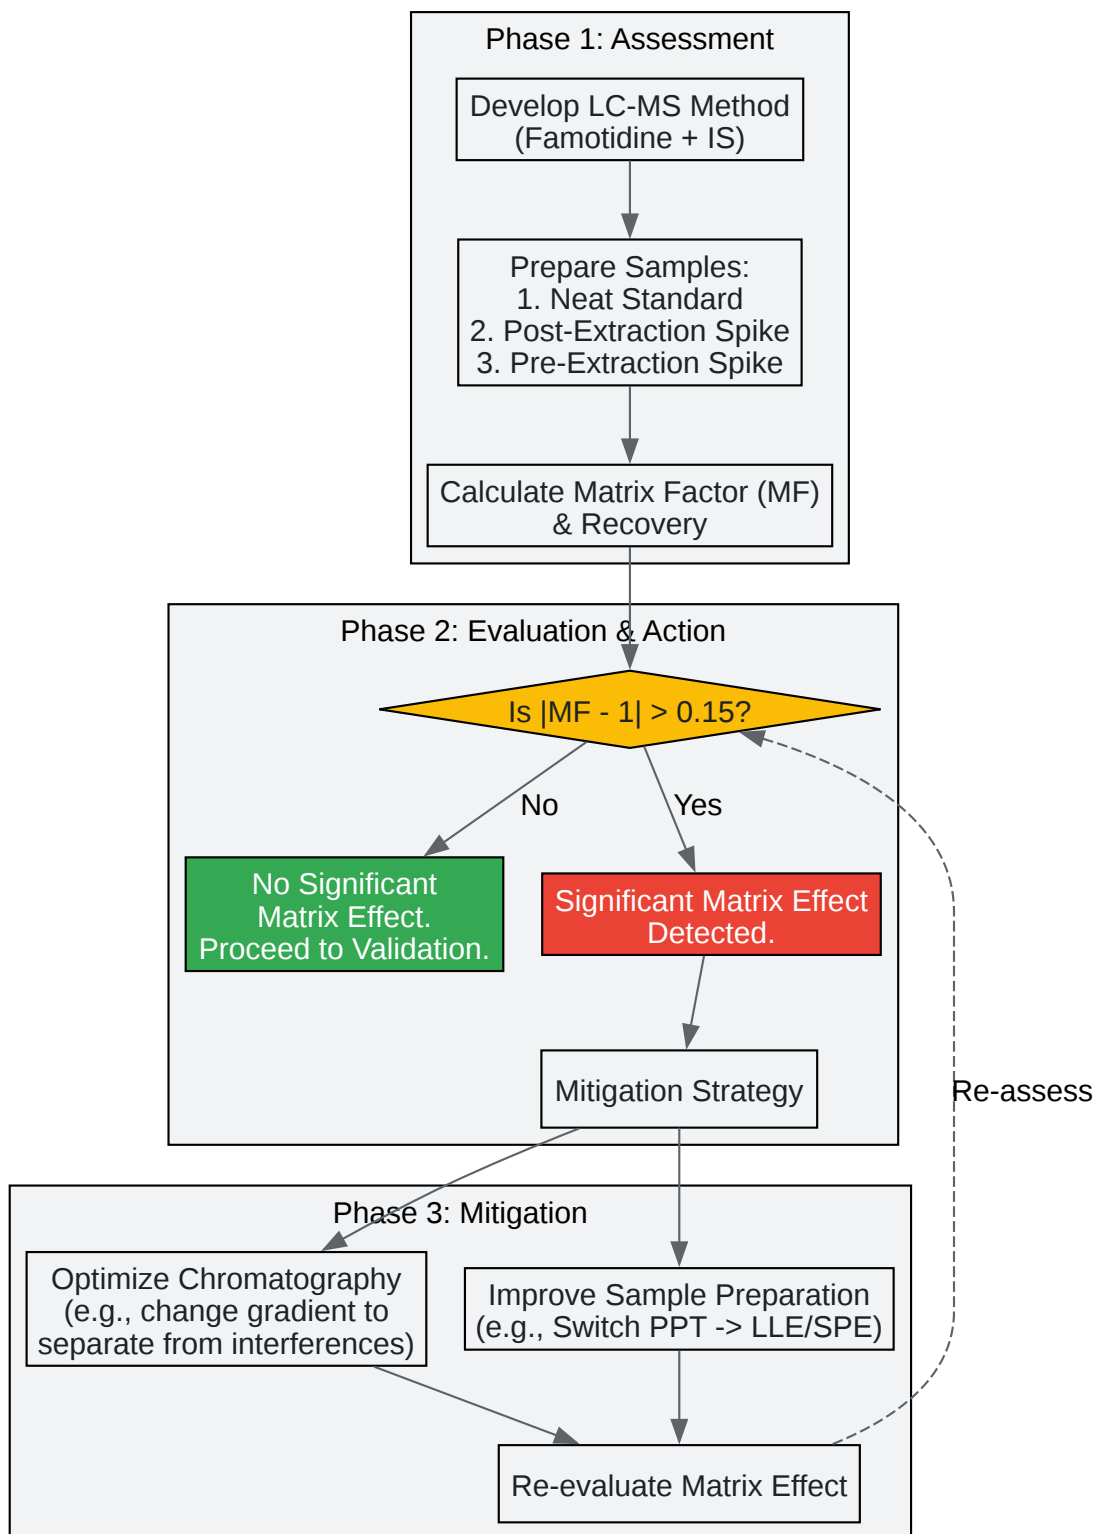 Phase 1: Assessment
Develop LC-MS Method
(Famotidine + IS)
Prepare Samples:
1. Neat Standard
2. Post-Extraction Spike
3. Pre-Extraction Spike
Calculate Matrix Factor (MF)
& Recovery
Phase 2: Evaluation & Action
Is |MF - 1| > 0.15?
No
Yes
No Significant
Matrix Effect.
Proceed to Validation.
Significant Matrix Effect
Detected.
Mitigation Strategy
Re-assess
Phase 3: Mitigation
Optimize Chromatography
(e.g., change gradient to
separate from interferences)
Improve Sample Preparation
(e.g., Switch PPT -> LLE/SPE)
Re-evaluate Matrix Effect